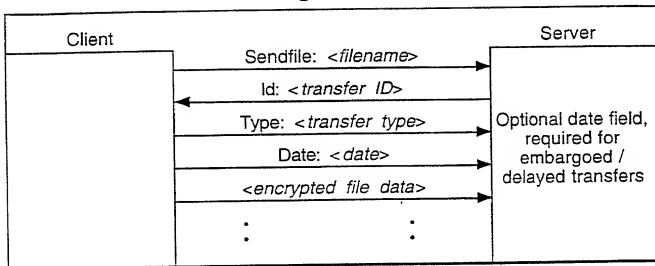 Client
Server
Sendfile: <filename>
Id: <transfer ID>
Type: <transfer type>
Date: <date>
<encrypted file data>
Optional date field,
required for
embargoed /
delayed transfers